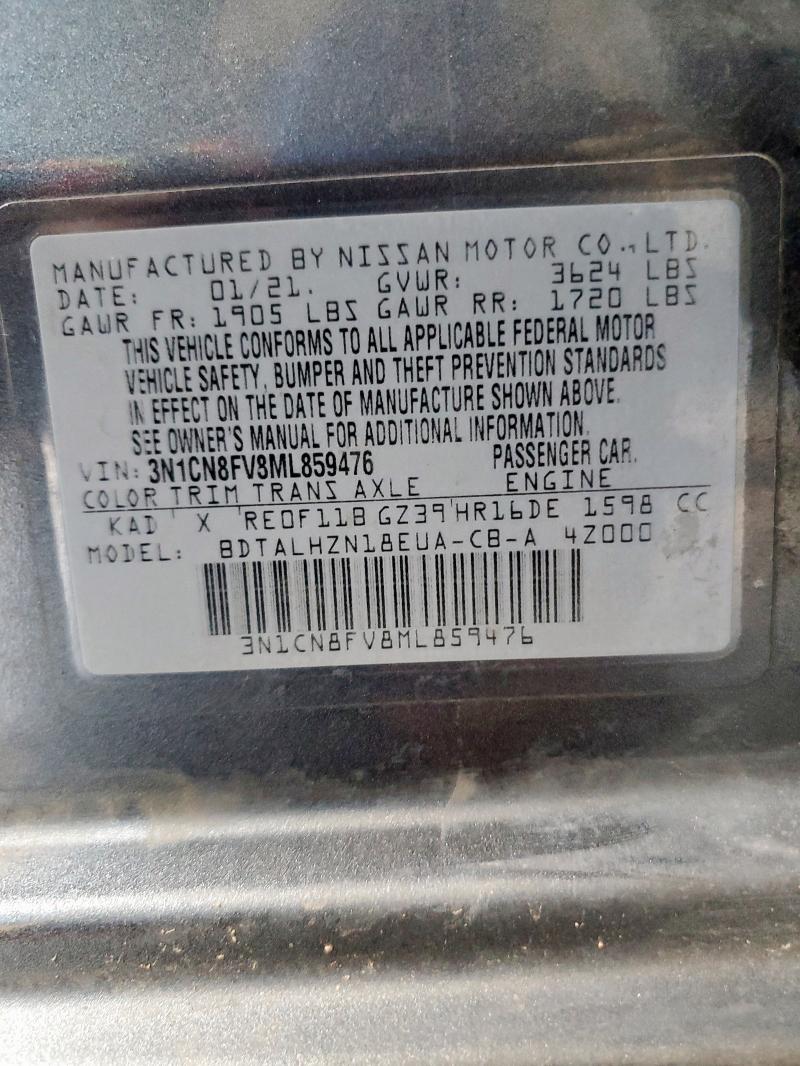 MANUFACTURED BY NISSAN MOTOR CO., LTD.
DATE: 01/21. GVWR: 3624 LBS
GAWR FR: 1905 LBS GAWR RR: 1720 LBS
THIS VEHICLE CONFORMS TO ALL APPLICABLE FEDERAL MOTOR
VEHICLE SAFETY, BUMPER AND THEFT PREVENTION STANDARDS
IN EFFECT ON THE DATE OF MANUFACTURE SHOWN ABOVE.
SEE OWNER'S MANUAL FOR ADDITIONAL INFORMATION.
VIN: 3N1CN8FV8ML859476 PASSENGER CAR.
COLOR TRIM TRANS AXLE ENGINE
KAD X RE0F11B GZ39 HR16DE 1598 CC
MODEL: BDTALHZN18EUA-CB-A 4Z000
3N1CN8FV8ML859476